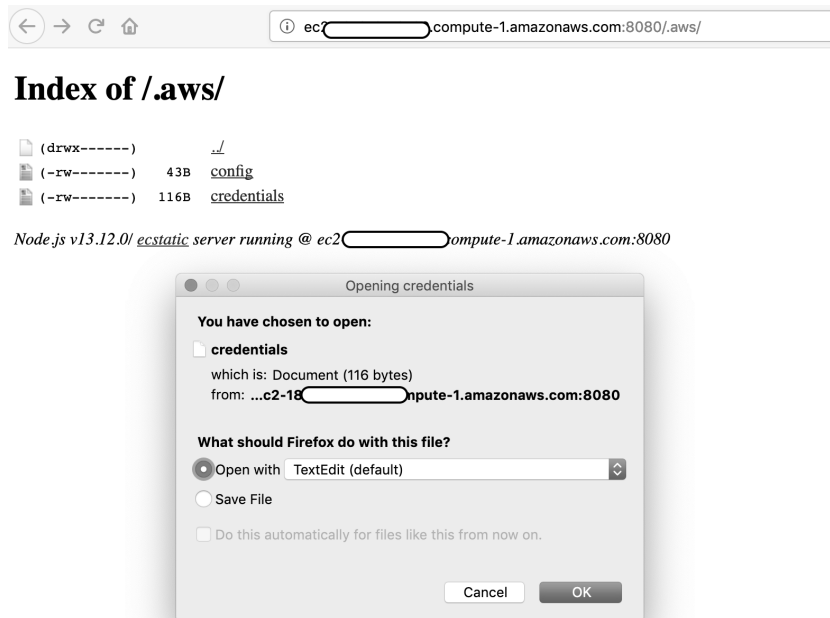 ec2 .compute-1.amazonaws.com:8080/.aws/
Index of /.aws/
(drwx------) ../
(-rw-------) 43B config
(-rw-------) 116B credentials
Node.js v13.12.0/ ecstatic server running @ ec2 ompute-1.amazonaws.com:8080
Opening credentials
You have chosen to open:
credentials
which is: Document (116 bytes)
from: ...c2-18 mpute-1.amazonaws.com:8080
What should Firefox do with this file?
Open with TextEdit (default)
Save File
Do this automatically for files like this from now on.
Cancel OK